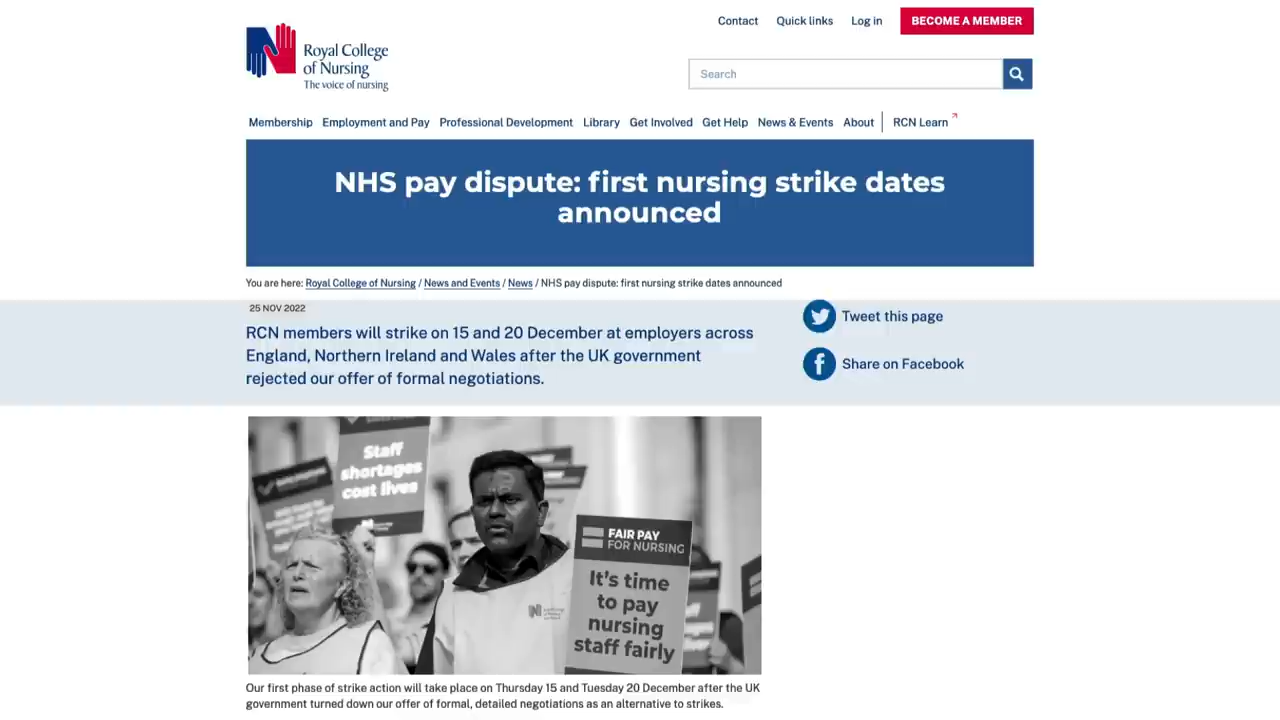 Contact Quick links Log in BECOME A MEMBER
Royal College
of Nursing
The voice of nursing
Search
Membership Employment and Pay Professional Development Library Get Involved Get Help News & Events About RCN Learn
NHS pay dispute: first nursing strike dates
announced
You are here: Royal College of Nursing / News and Events / News / NHS pay dispute: first nursing strike dates announced
25 NOV 2022
RCN members will strike on 15 and 20 December at employers across
England, Northern Ireland and Wales after the UK government
rejected our offer of formal negotiations.
Tweet this page
Share on Facebook
Staff
shortages
cost lives
FAIR PAY
FOR NURSING
It's time
to pay
nursing
staff fairly
Our first phase of strike action will take place on Thursday 15 and Tuesday 20 December after the UK
government turned down our offer of formal, detailed negotiations as an alternative to strikes.